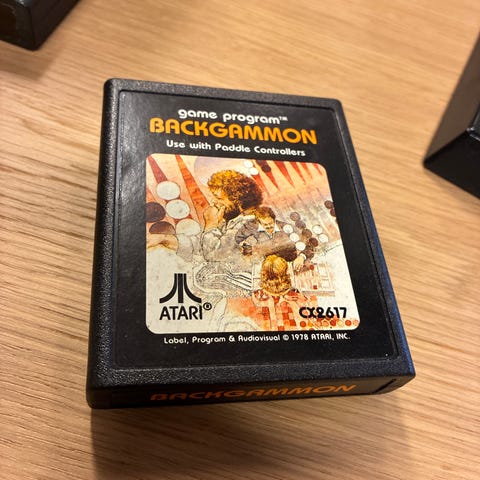 game program™
BACKGAMMON
Use with Paddle Controllers
ATARI®
CX2617
Label, Program & Audiovisual © 1978 ATARI, INC.
BACKGAMMON